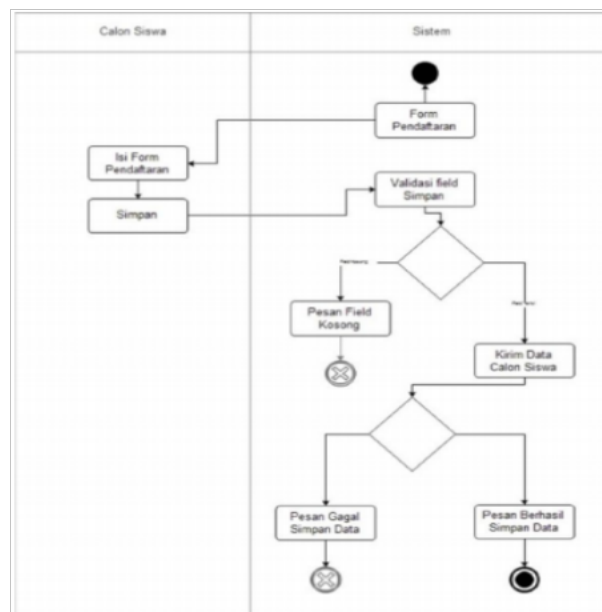 Calon Siswa
Sistem
Form
Pendaftaran
Isi Form
Pendaftaran
Simpan
Validasi field
Simpan
Pesan Field
Kosong
Kirim Data
Calon Siswa
Pesan Gagal
Simpan Data
Pesan Berhasil
Simpan Data